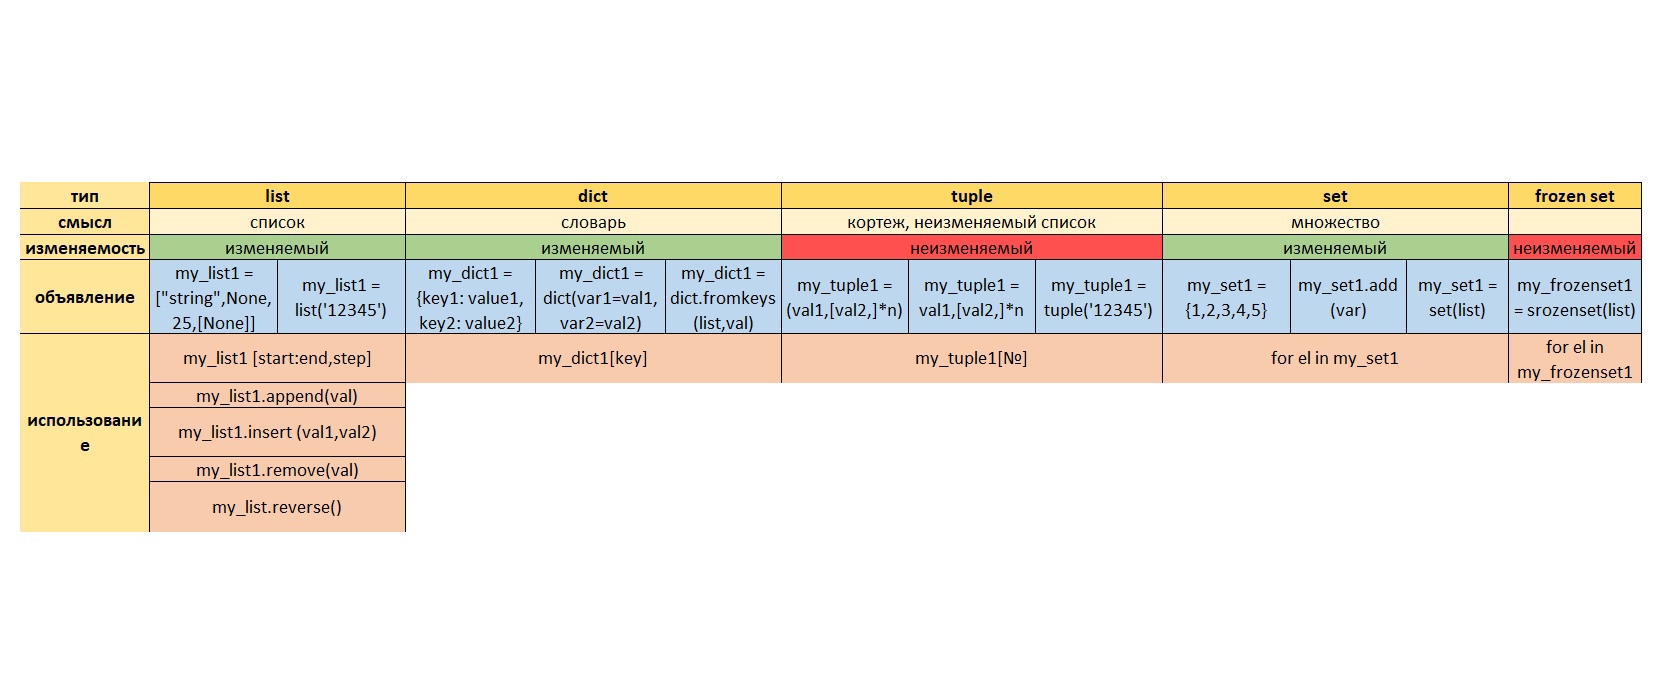 тип
list
dict
tuple
set
frozen set
смысл
список
словарь
кортеж, неизменяемый список
множество
изменяемость
изменяемый
изменяемый
неизменяемый
изменяемый
неизменяемый
объявление
my_list1 =
["string",None,
25,[None]]
my_list1 =
list('12345')
my_dict1 =
{key1: value1,
key2: value2}
my_dict1 =
dict(var1=val1,
var2=val2)
my_dict1 =
dict.fromkeys
(list,val)
my_tuple1 =
(val1,[val2,]*n)
my_tuple1 =
val1,[val2,]*n
my_tuple1 =
tuple('12345')
my_set1 =
{1,2,3,4,5}
my_set1.add
(var)
my_set1 =
set(list)
my_frozenset1
= srozenset(list)
использовани
е
my_list1 [start:end,step]
my_dict1[key]
my_tuple1[№]
for el in my_set1
for el in
my_frozenset1
my_list1.append(val)
my_list1.insert (val1,val2)
my_list1.remove(val)
my_list.reverse()